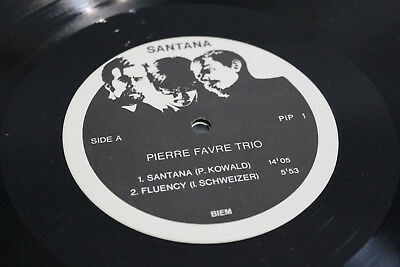 SANTANA
SIDE A
PIP 1
PIERRE FAVRE TRIO
1. SANTANA (P. KOWALD) 14'05
2. FLUENCY (I. SCHWEIZER) 5'53
BIEM